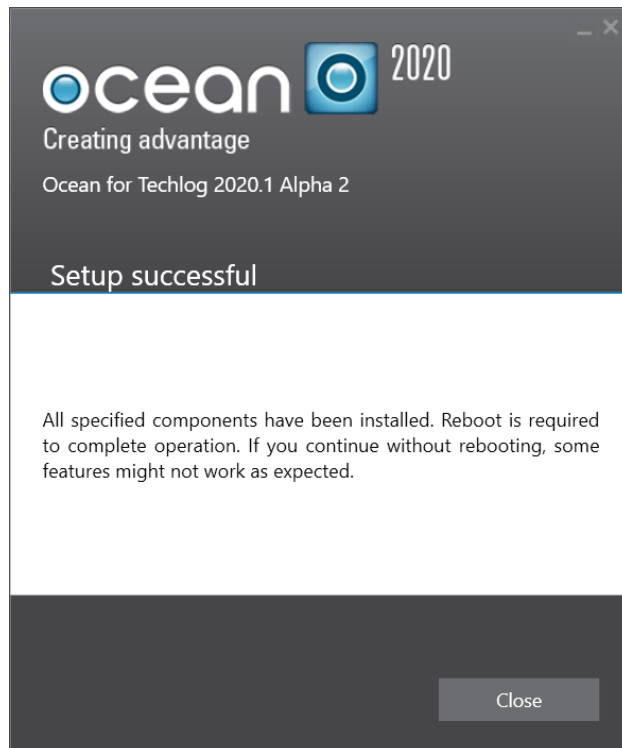 ocean 2020
Creating advantage
Ocean for Techlog 2020.1 Alpha 2
Setup successful
All specified components have been installed. Reboot is required
to complete operation. If you continue without rebooting, some
features might not work as expected.
Close